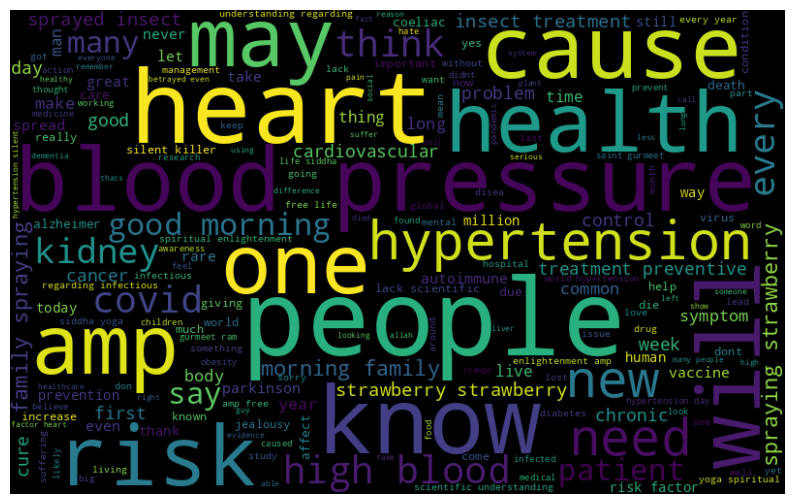 understanding regarding
fact
reason
every year
sprayed insect
may
coeliac
insect treatment
still
cause
condition
many
man
never
think
yes
hate
day
let
everyone
got
remember
management
important
without
system
action
betrayed even
take
lack
pain
social
want
didnt
plant
prevent
healthy
thought
great
heart
problem
death
part
make
care
working
thing
time
now
mean
call
health
medicine
keep
suffer
long
pandemic
less
lung
every
spread
good
silent killer
cardiovascular
really
research
using
last
serious
dementia
life siddha
going
saint gurmeet
hypertension silent
thats
difference
free life
disea
month
way
blood pressure
global
died
found
mental
million
control
virus
word
good morning
alzheimer
spiritual enlightenment
rare
awareness
feel
hospital
world hypertension
hypertension
kidney
one
cancer
infectious
autoimmune
treatment preventive
regarding infectious
lack scientific
due
common
help
left
someone
show
family spraying
covid
today
giving
people
die
love
lead
symptom
siddha yoga
children
much
world
looking
allah
around
liver
issue
drug
week
gurmeet ram
something
human
dont
amp
obesity
morning family
sorry
change
enlightenment amp
many people
high
live
vaccine
will
healthcare
don
body
parkinson
strawberry strawberry
lost
new
prevention
right
say
amp free
guy
jealousy
year
diabetes
hypertension day
look
believe
increase
first
known
affect
know
food
chronic
see
factor heart
suffering
even
thank
evidence
caused
come
infected
need
well
yet
cure
likely
living
risk
study
high blood
medical
patient
yoga spiritual
big
able
fake
scientific understanding
risk factor
spraying strawberry